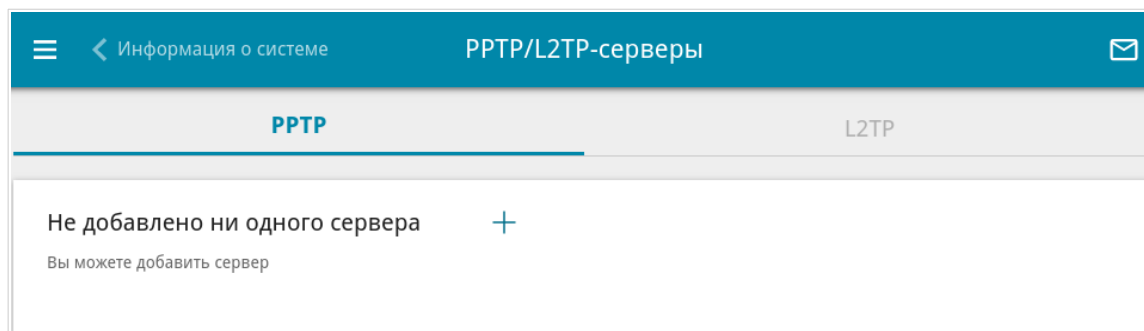 Информация о системе
PPTP/L2TP-серверы
PPTP
L2TP
Не добавлено ни одного сервера
Вы можете добавить сервер